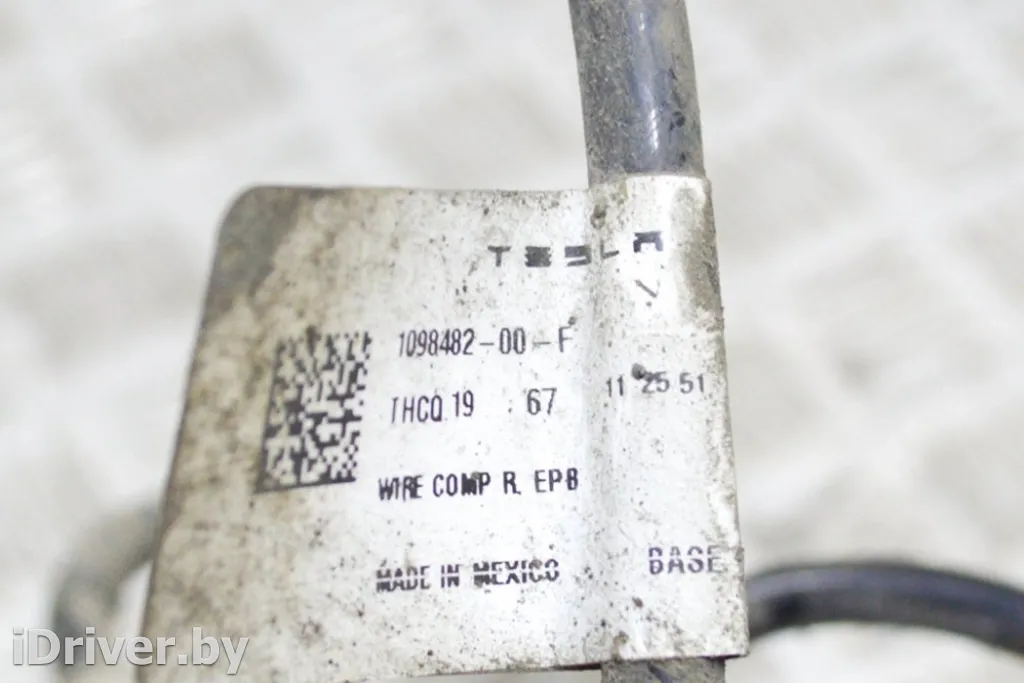 TESLA
1098482-00-F
THCQ 19 67 11 25 51
WIRE COMP R. EPB
MADE IN MEXICO BASE
iDriver.by